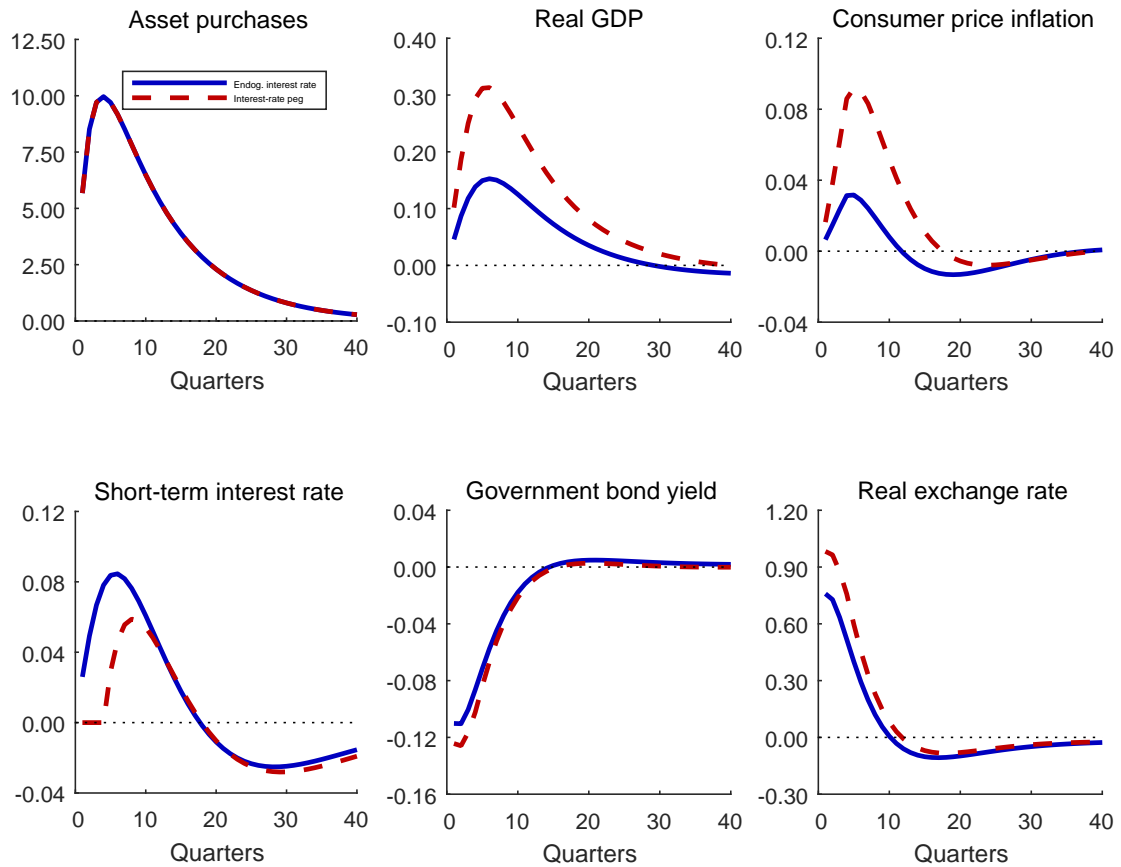 Asset purchases
12.50
10.00
7.50
5.00
2.50
0.00
0 10 20 30 40
Quarters
Endog. interest rate
Interest-rate peg
Real GDP
0.40
0.30
0.20
0.10
0.00
-0.10
0 10 20 30 40
Quarters
Consumer price inflation
0.12
0.08
0.04
0.00
-0.04
0 10 20 30 40
Quarters
Short-term interest rate
0.12
0.08
0.04
0.00
-0.04
0 10 20 30 40
Quarters
Government bond yield
0.04
0.00
-0.04
-0.08
-0.12
-0.16
0 10 20 30 40
Quarters
Real exchange rate
1.20
0.90
0.60
0.30
0.00
-0.30
0 10 20 30 40
Quarters